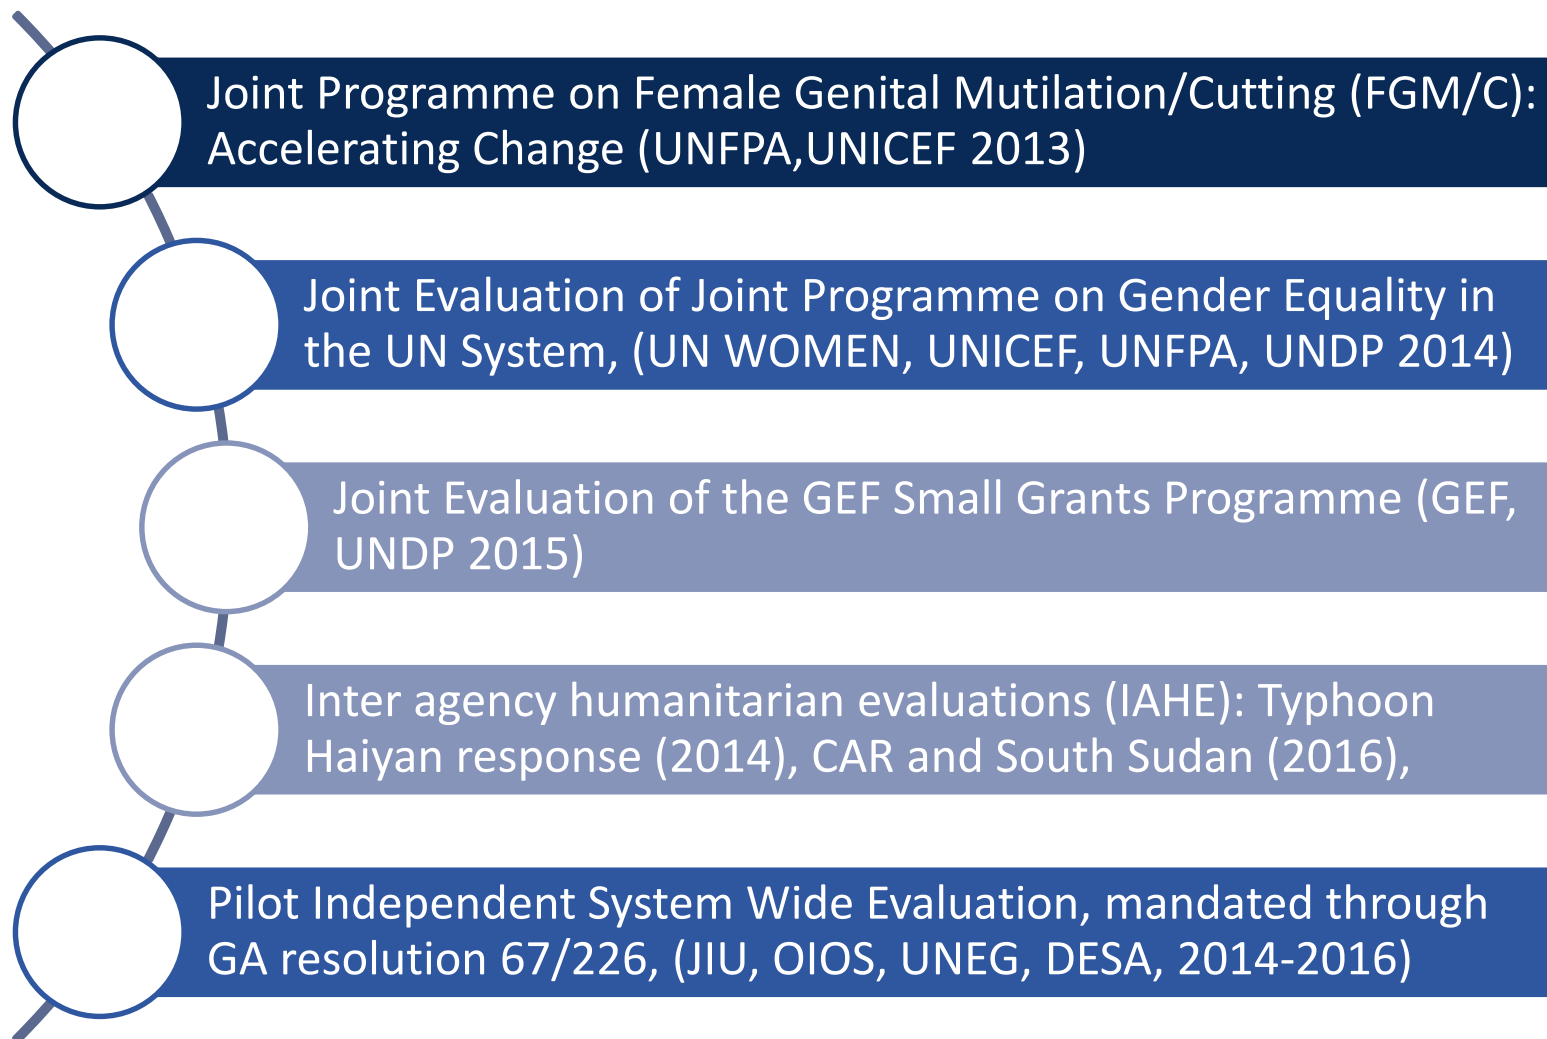 Joint Programme on Female Genital Mutilation/Cutting (FGM/C):
Accelerating Change (UNFPA,UNICEF 2013)
Joint Evaluation of Joint Programme on Gender Equality in
the UN System, (UN WOMEN, UNICEF, UNFPA, UNDP 2014)
Joint Evaluation of the GEF Small Grants Programme (GEF,
UNDP 2015)
Inter agency humanitarian evaluations (IAHE): Typhoon
Haiyan response (2014), CAR and South Sudan (2016),
Pilot Independent System Wide Evaluation, mandated through
GA resolution 67/226, (JIU, OIOS, UNEG, DESA, 2014-2016)